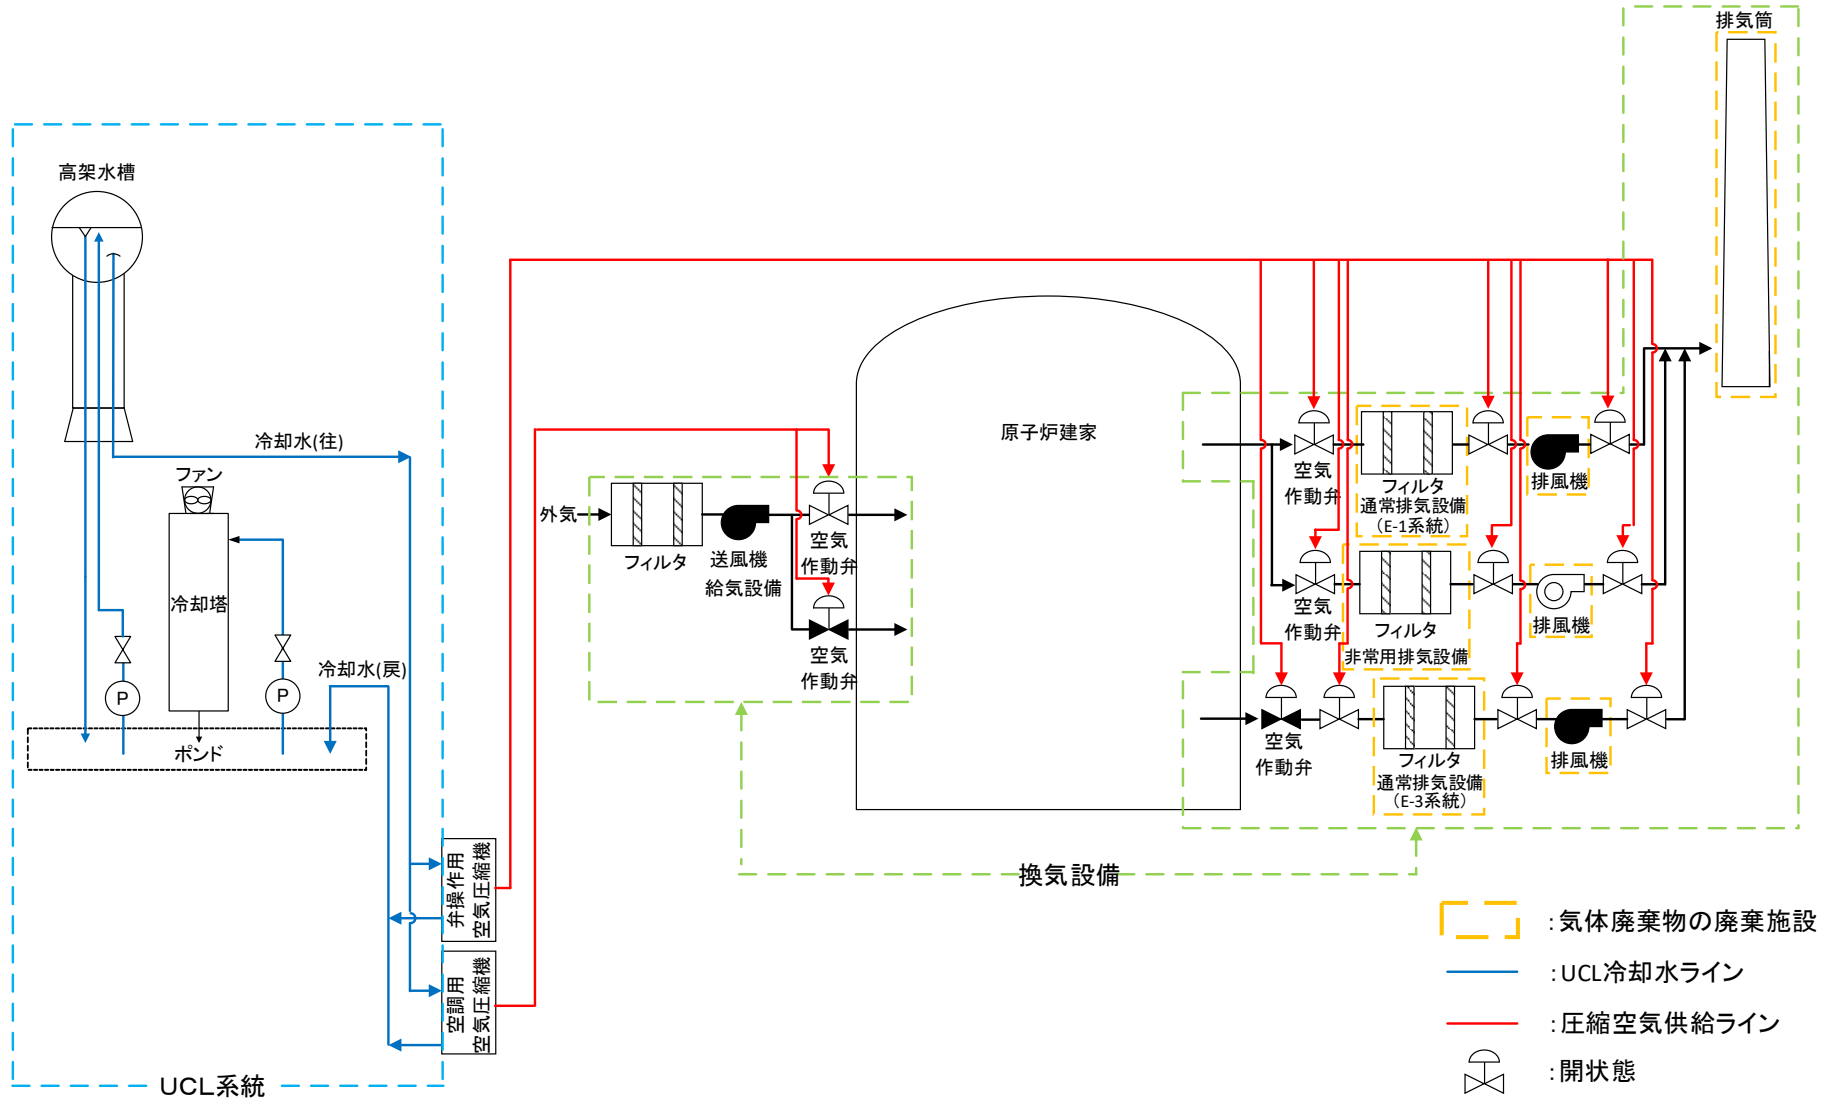 排気筒
高架水槽
冷却水(往)
ファン
冷却塔
冷却水(戻)
P
P
ポンド
弁操作用
空気圧縮機
空調用
空気圧縮機
UCL系統
外気
フィルタ
送風機
給気設備
空気
作動弁
空気
作動弁
原子炉建家
空気
作動弁
フィルタ
通常排気設備
(E-1系統)
排風機
空気
作動弁
フィルタ
非常用排気設備
排風機
空気
作動弁
フィルタ
通常排気設備
(E-3系統)
排風機
換気設備
:気体廃棄物の廃棄施設
:UCL冷却水ライン
:圧縮空気供給ライン
:開状態